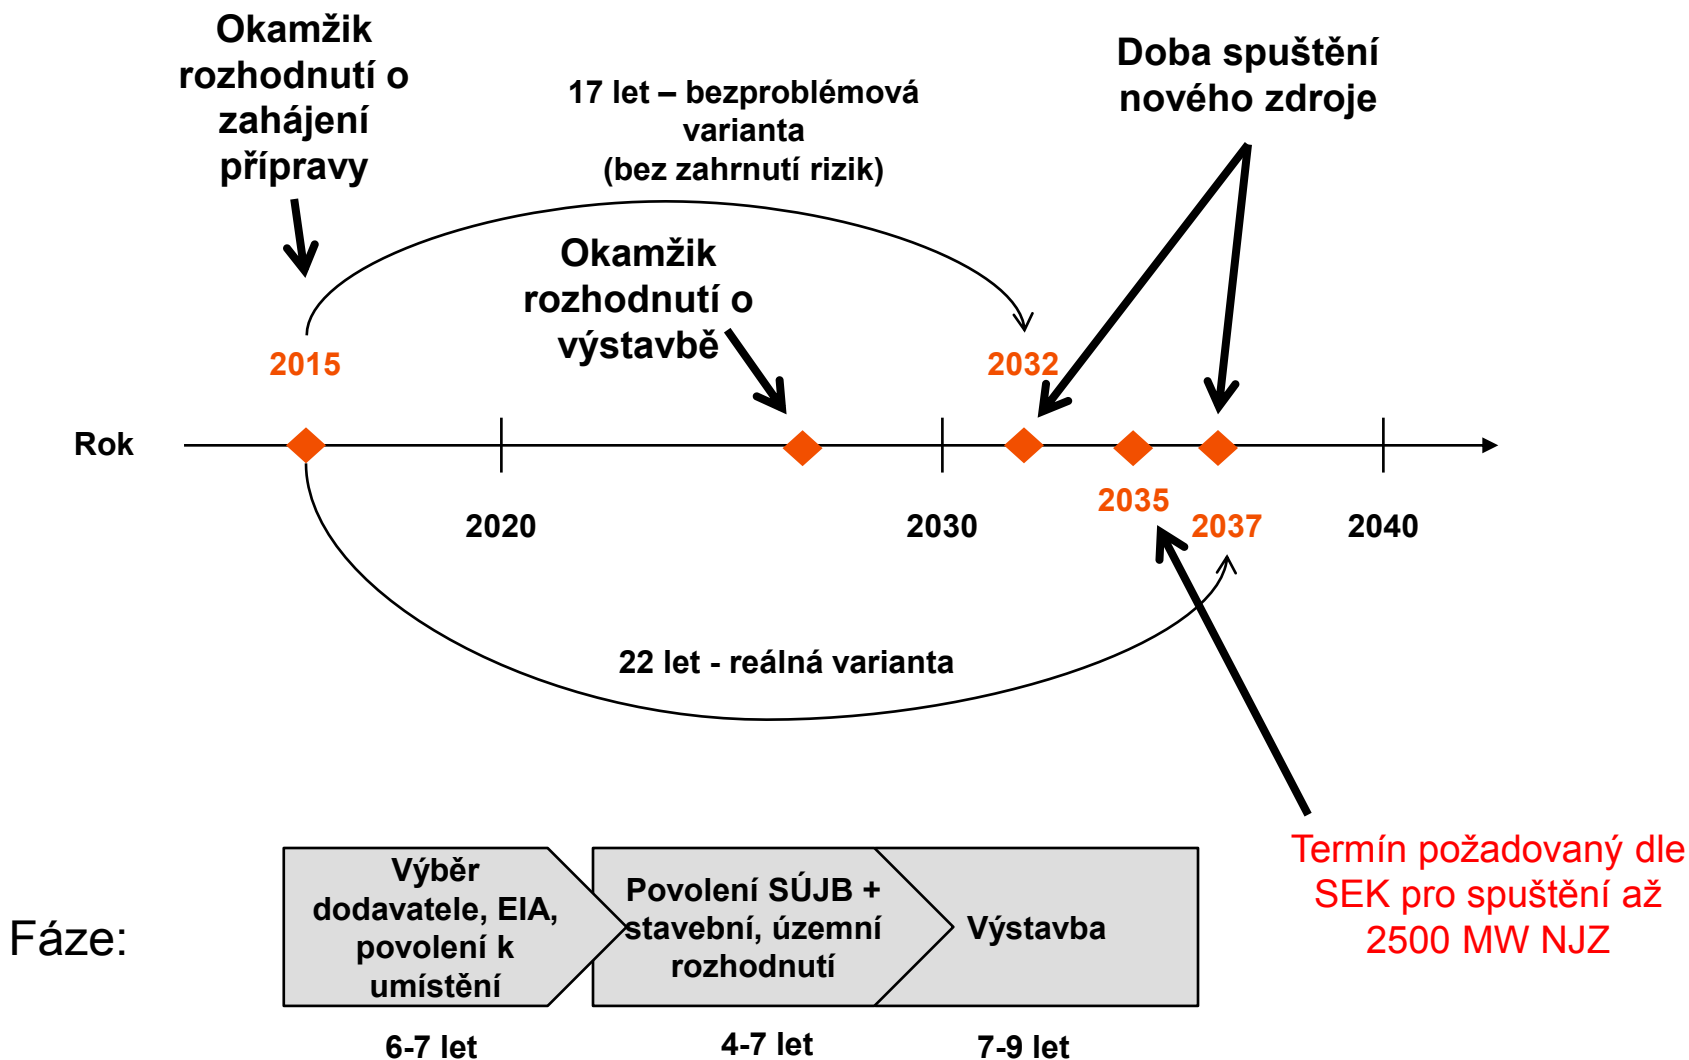 Okamžik
rozhodnutí o
zahájení
přípravy
17 let – bezproblémová
varianta
(bez zahrnutí rizik)
Doba spuštění
nového zdroje
Okamžik
rozhodnutí o
výstavbě
2015
2032
Rok
2020
2030
2035
2037
2040
22 let - reálná varianta
Termín požadovaný dle
SEK pro spuštění až
2500 MW NJZ
Fáze:
Výběr
dodavatele, EIA,
povolení k
umístění
Povolení SÚJB +
stavební, územní
rozhodnutí
Výstavba
6-7 let
4-7 let
7-9 let